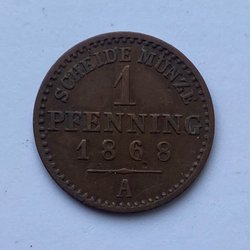 SCHEIDE MÜNZE
1
PFENNING
1868
A